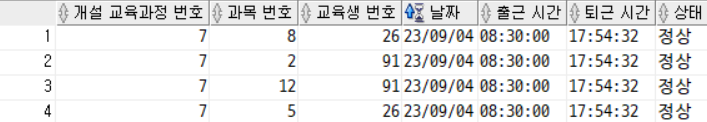 개설 교육과정 번호 과목 번호 교육생 번호 날짜 출근 시간 퇴근 시간 상태
1 7 8 26 23/09/04 08:30:00 17:54:32 정상
2 7 2 91 23/09/04 08:30:00 17:54:32 정상
3 7 12 91 23/09/04 08:30:00 17:54:32 정상
4 7 5 26 23/09/04 08:30:00 17:54:32 정상